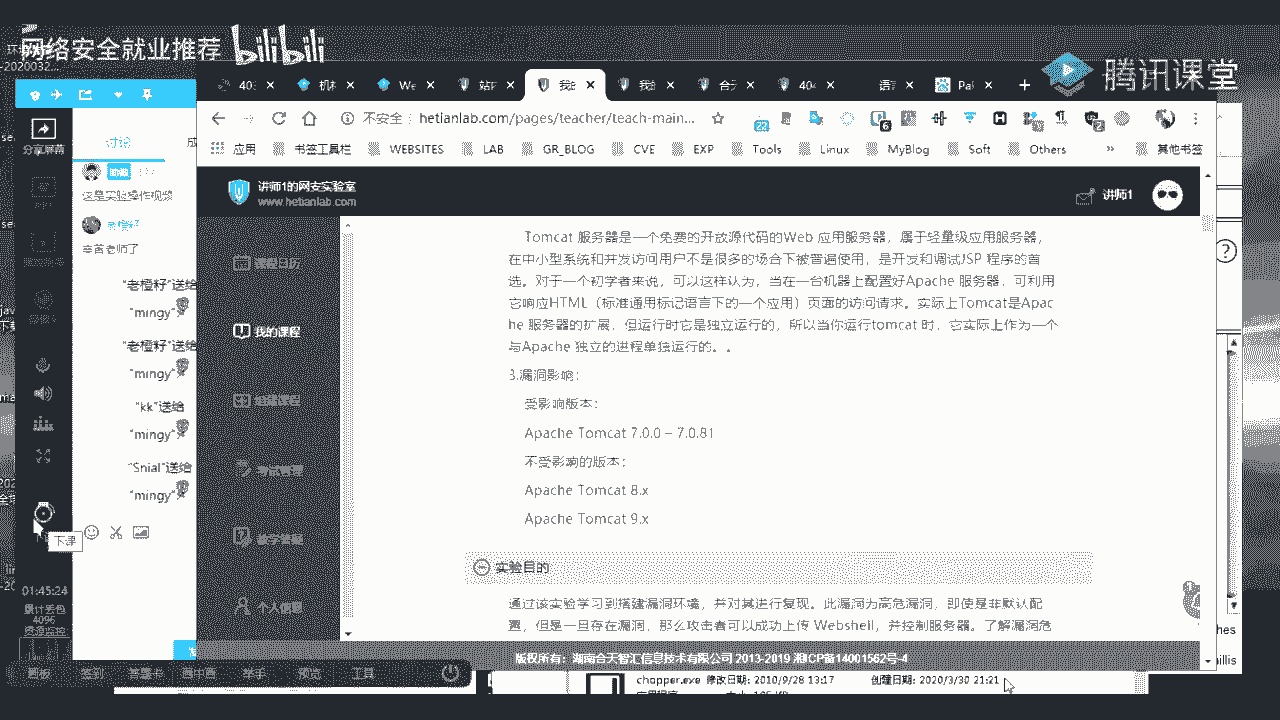 网络安全就业推荐 bilibili
腾讯课堂
-2020032...
不安全
hetianlab.com/pages/teacher/teach-main...
应用
书签工具栏
WEBSITES
LAB
GR_BLOG
CVE
EXP
Tools
Linux
MyBlog
Soft
Others
»
其他书签
分享屏幕
讨论
这是实验操作视频
辛苦老师了
"老橙籽"送给
"mingy"
"老橙籽"送给
"mingy"
"kk"送给
"mingy"
"Snial"送给
"mingy"
下课
01:45:24
累计丢包
4096
资源监控:
讲师1的网安实验室
www.hetianlab.com
讲师1
课程日历
我的课程
组建课程
教学答疑
个人信息
Tomcat 服务器是一个免费的开放源代码的Web 应用服务器，属于轻量级应用服务器，
在中小型系统和并发访问用户不是很多的场合下被普遍使用，是开发和调试JSP 程序的首
选。对于一个初学者来说，可以这样认为，当在一台机器上配置好Apache 服务器，可利用
它响应HTML（标准通用标记语言下的一个应用）页面的访问请求。实际上Tomcat是Apac
he 服务器的扩展，但运行时它是独立运行的，所以当你运行tomcat 时，它实际上作为一个
与Apache 独立的进程单独运行的。。
3.漏洞影响：
受影响版本：
Apache Tomcat 7.0.0 – 7.0.81
不受影响的版本：
Apache Tomcat 8.x
Apache Tomcat 9.x
实验目的
通过该实验学习到搭建漏洞环境，并对其进行复现。此漏洞为高危漏洞，即使是非默认配
置，但是一旦存在漏洞，那么攻击者可以成功上传 Webshell，并控制服务器。了解漏洞危
版权所有：湖南合天智汇信息技术有限公司 2013-2019 湘ICP备14001562号-4
画板
签到
答题卡
画中画
举手
预览
工具
chopper.exe 修改日期: 2010/9/28 13:17
创建日期: 2020/3/30 21:21